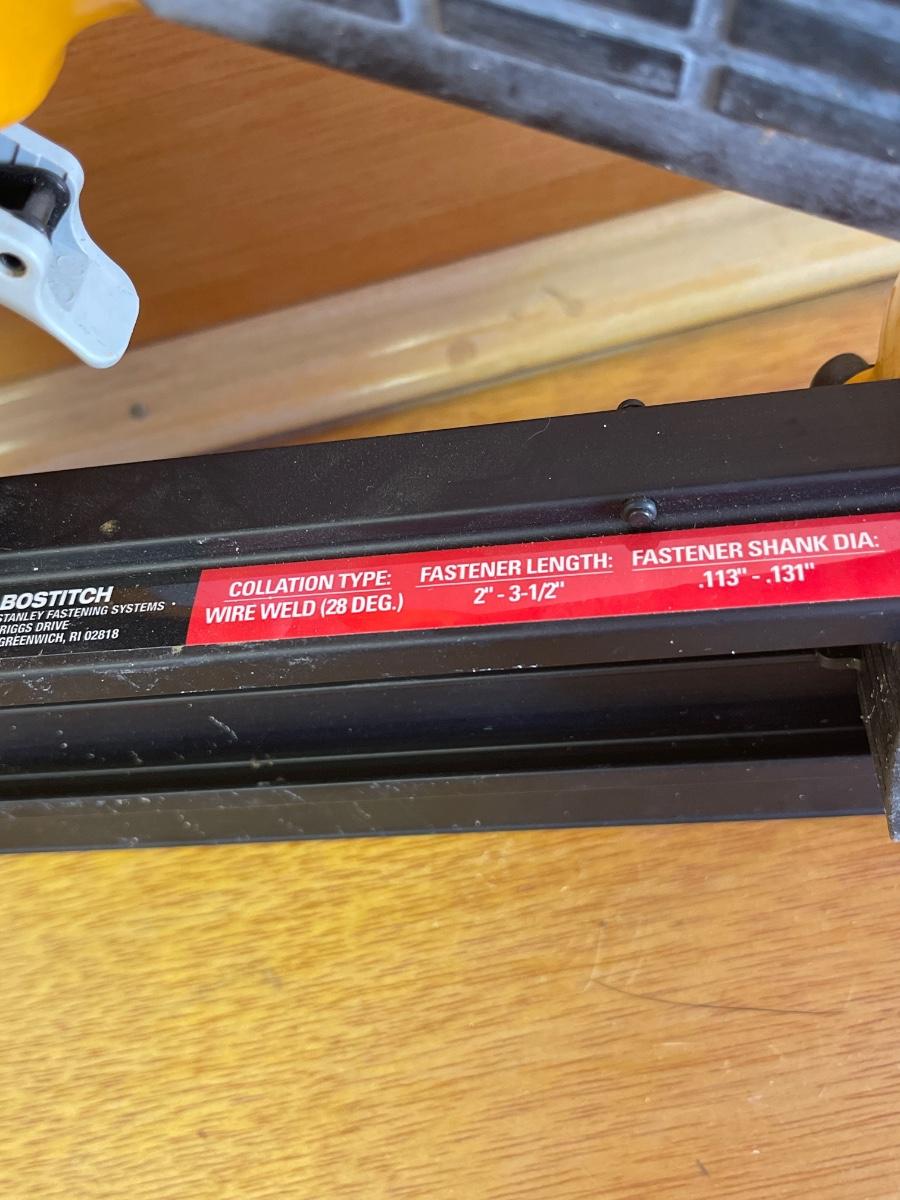 BOSTITCH
STANLEY FASTENING SYSTEMS
BRIGGS DRIVE
GREENWICH, RI 02818
COLLATION TYPE:
WIRE WELD (28 DEG.)
FASTENER LENGTH:
2" - 3-1/2"
FASTENER SHANK DIA:
.113" - .131"